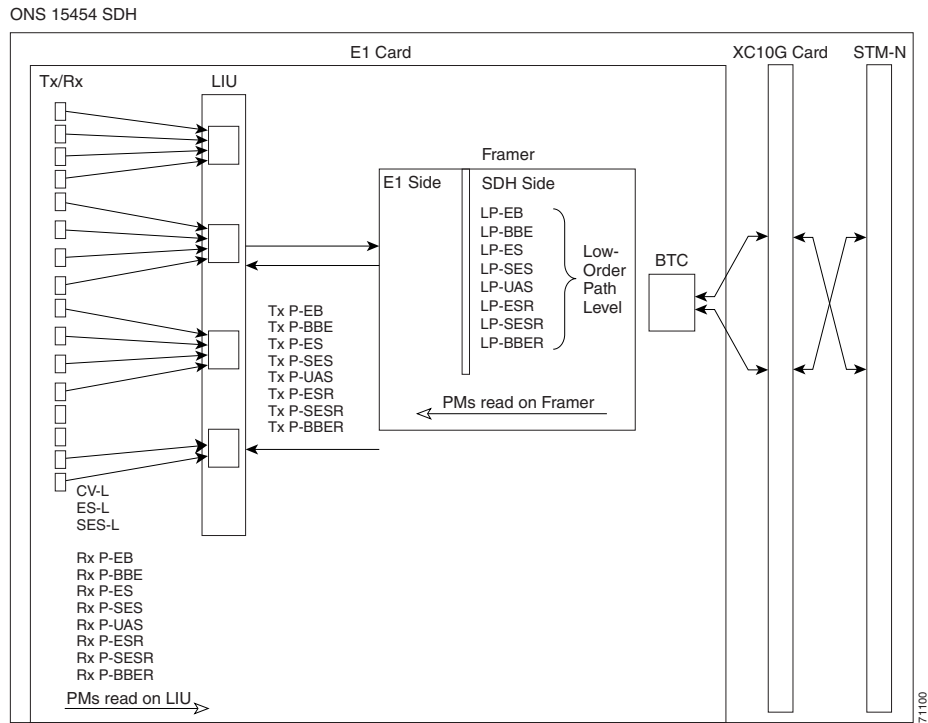 ONS 15454 SDH
E1 Card
XC10G Card
STM-N
Tx/Rx
LIU
Framer
E1 Side
SDH Side
LP-EB
LP-BBE
LP-ES
LP-SES
LP-UAS
LP-ESR
LP-SESR
LP-BBER
Low-
Order
Path
Level
BTC
Tx P-EB
Tx P-BBE
Tx P-ES
Tx P-SES
Tx P-UAS
Tx P-ESR
Tx P-SESR
Tx P-BBER
PMs read on Framer
CV-L
ES-L
SES-L
Rx P-EB
Rx P-BBE
Rx P-ES
Rx P-SES
Rx P-UAS
Rx P-ESR
Rx P-SESR
Rx P-BBER
PMs read on LIU
71100